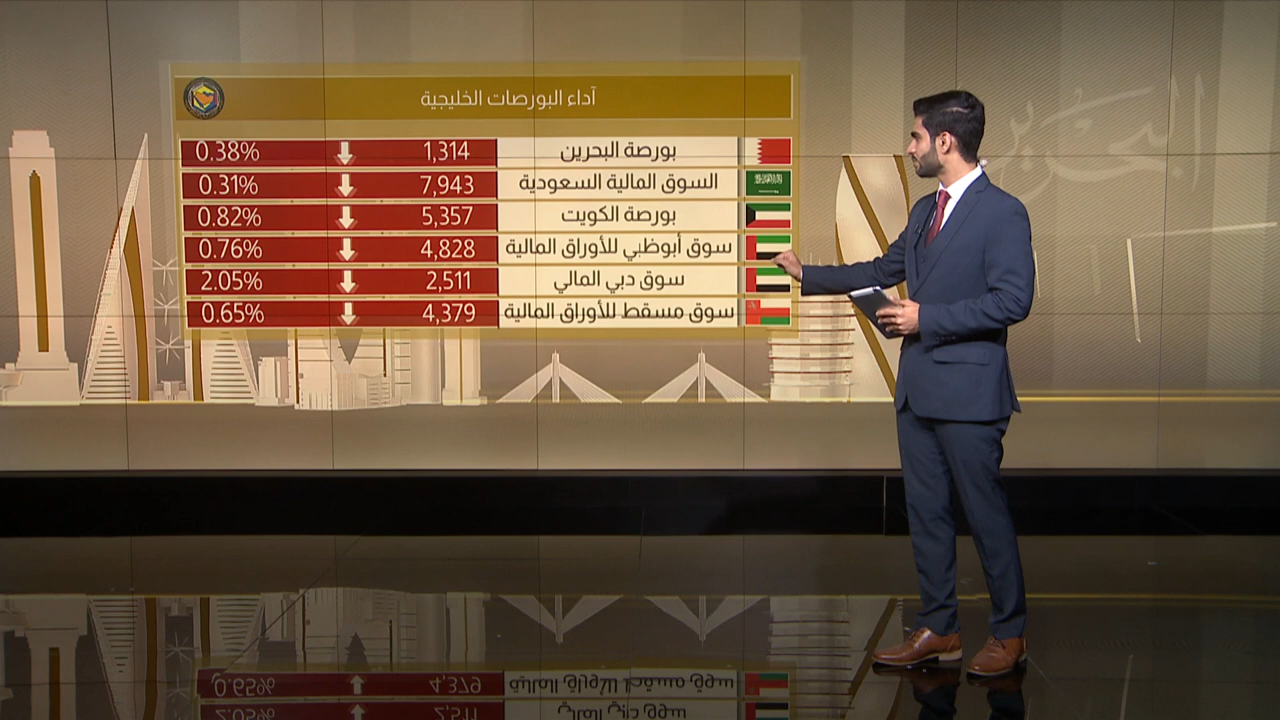 آداء البورصات الخليجية
بورصة البحرين 1,314 0.38%
السوق المالية السعودية 7,943 0.31%
بورصة الكويت 5,357 0.82%
سوق أبوظبي للأوراق المالية 4,828 0.76%
سوق دبي المالي 2,511 2.05%
سوق مسقط للأوراق المالية 4,379 0.65%
البحرين